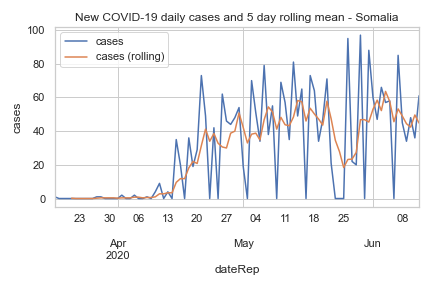 New COVID-19 daily cases and 5 day rolling mean - Somalia
cases
cases (rolling)
100
80
60
40
20
0
cases
23 30 06 13 20 27 04 11 18 25 08
Apr May Jun
2020
dateRep